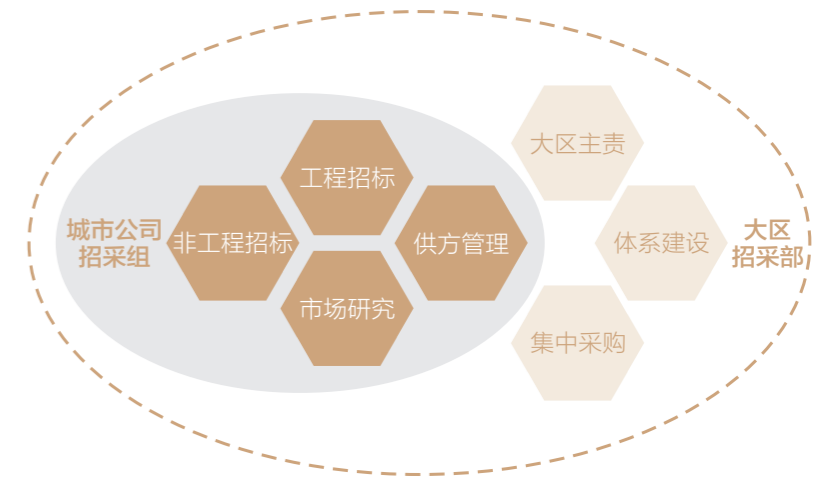 城市公司
招采组
非工程招标
工程招标
市场研究
供方管理
大区主责
体系建设
集中采购
大区
招采部